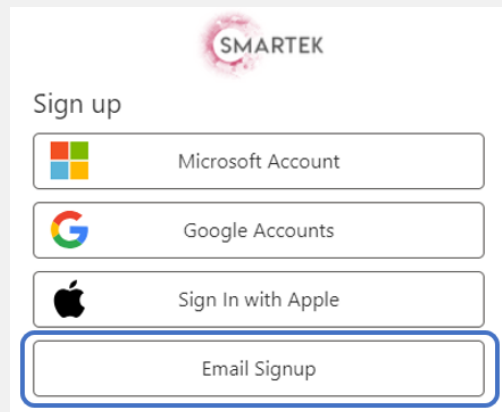 SMARTEK
Sign up
Microsoft Account
Google Accounts
Sign In with Apple
Email Signup